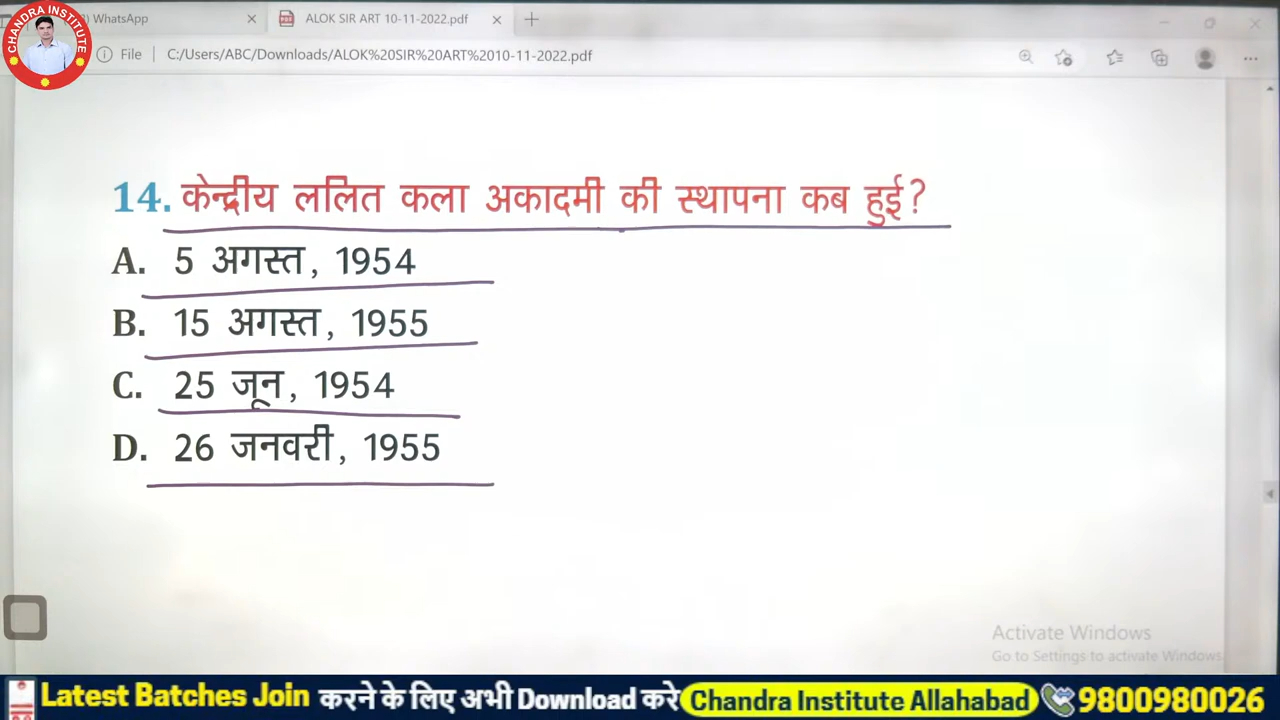 CHANDRA INSTITUTE
WhatsApp
ALOK SIR ART 10-11-2022.pdf
File
C:/Users/ABC/Downloads/ALOK%20SIR%20ART%2010-11-2022.pdf
14. केन्द्रीय ललित कला अकादमी की स्थापना कब हुई?
A. 5 अगस्त, 1954
B. 15 अगस्त, 1955
C. 25 जून, 1954
D. 26 जनवरी, 1955
Activate Windows
Go to Settings to activate Windows.
Latest Batches Join करने के लिए अभी Download करे Chandra Institute Allahabad 9800980026